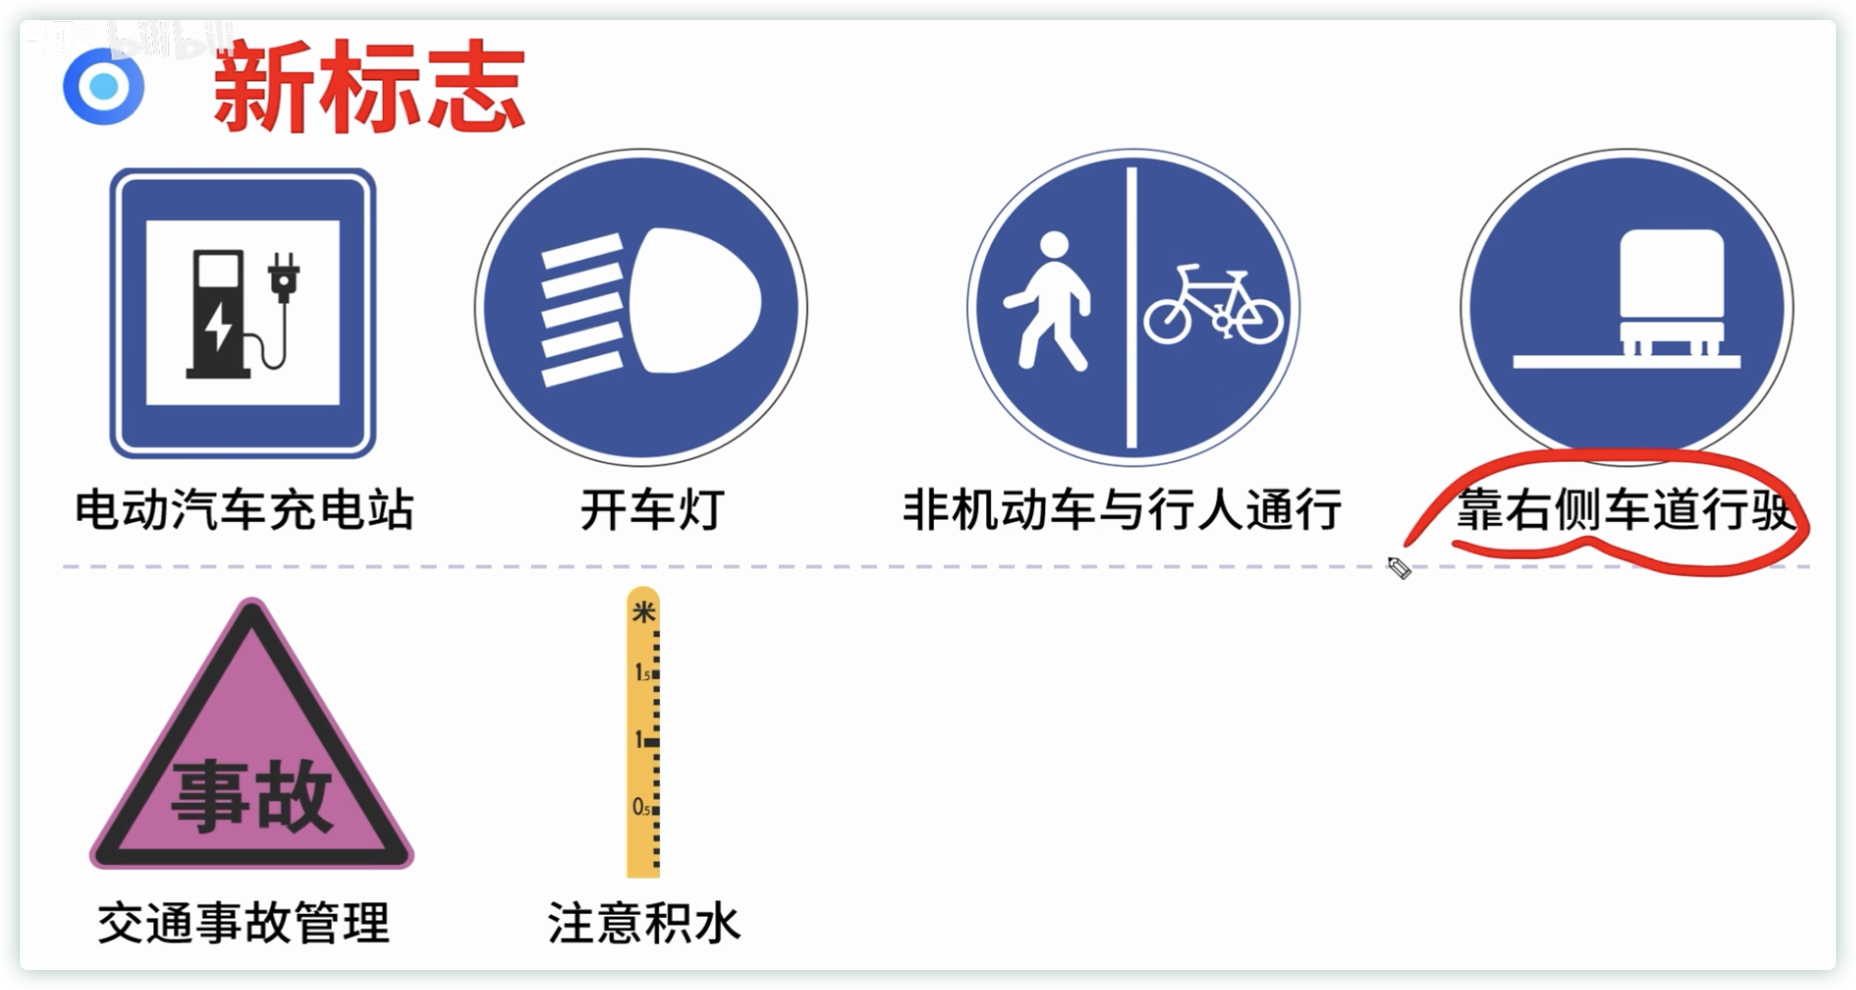 新标志
电动汽车充电站
开车灯
非机动车与行人通行
靠右侧车道行驶
米
1.5
1
0.5
事故
交通事故管理
注意积水